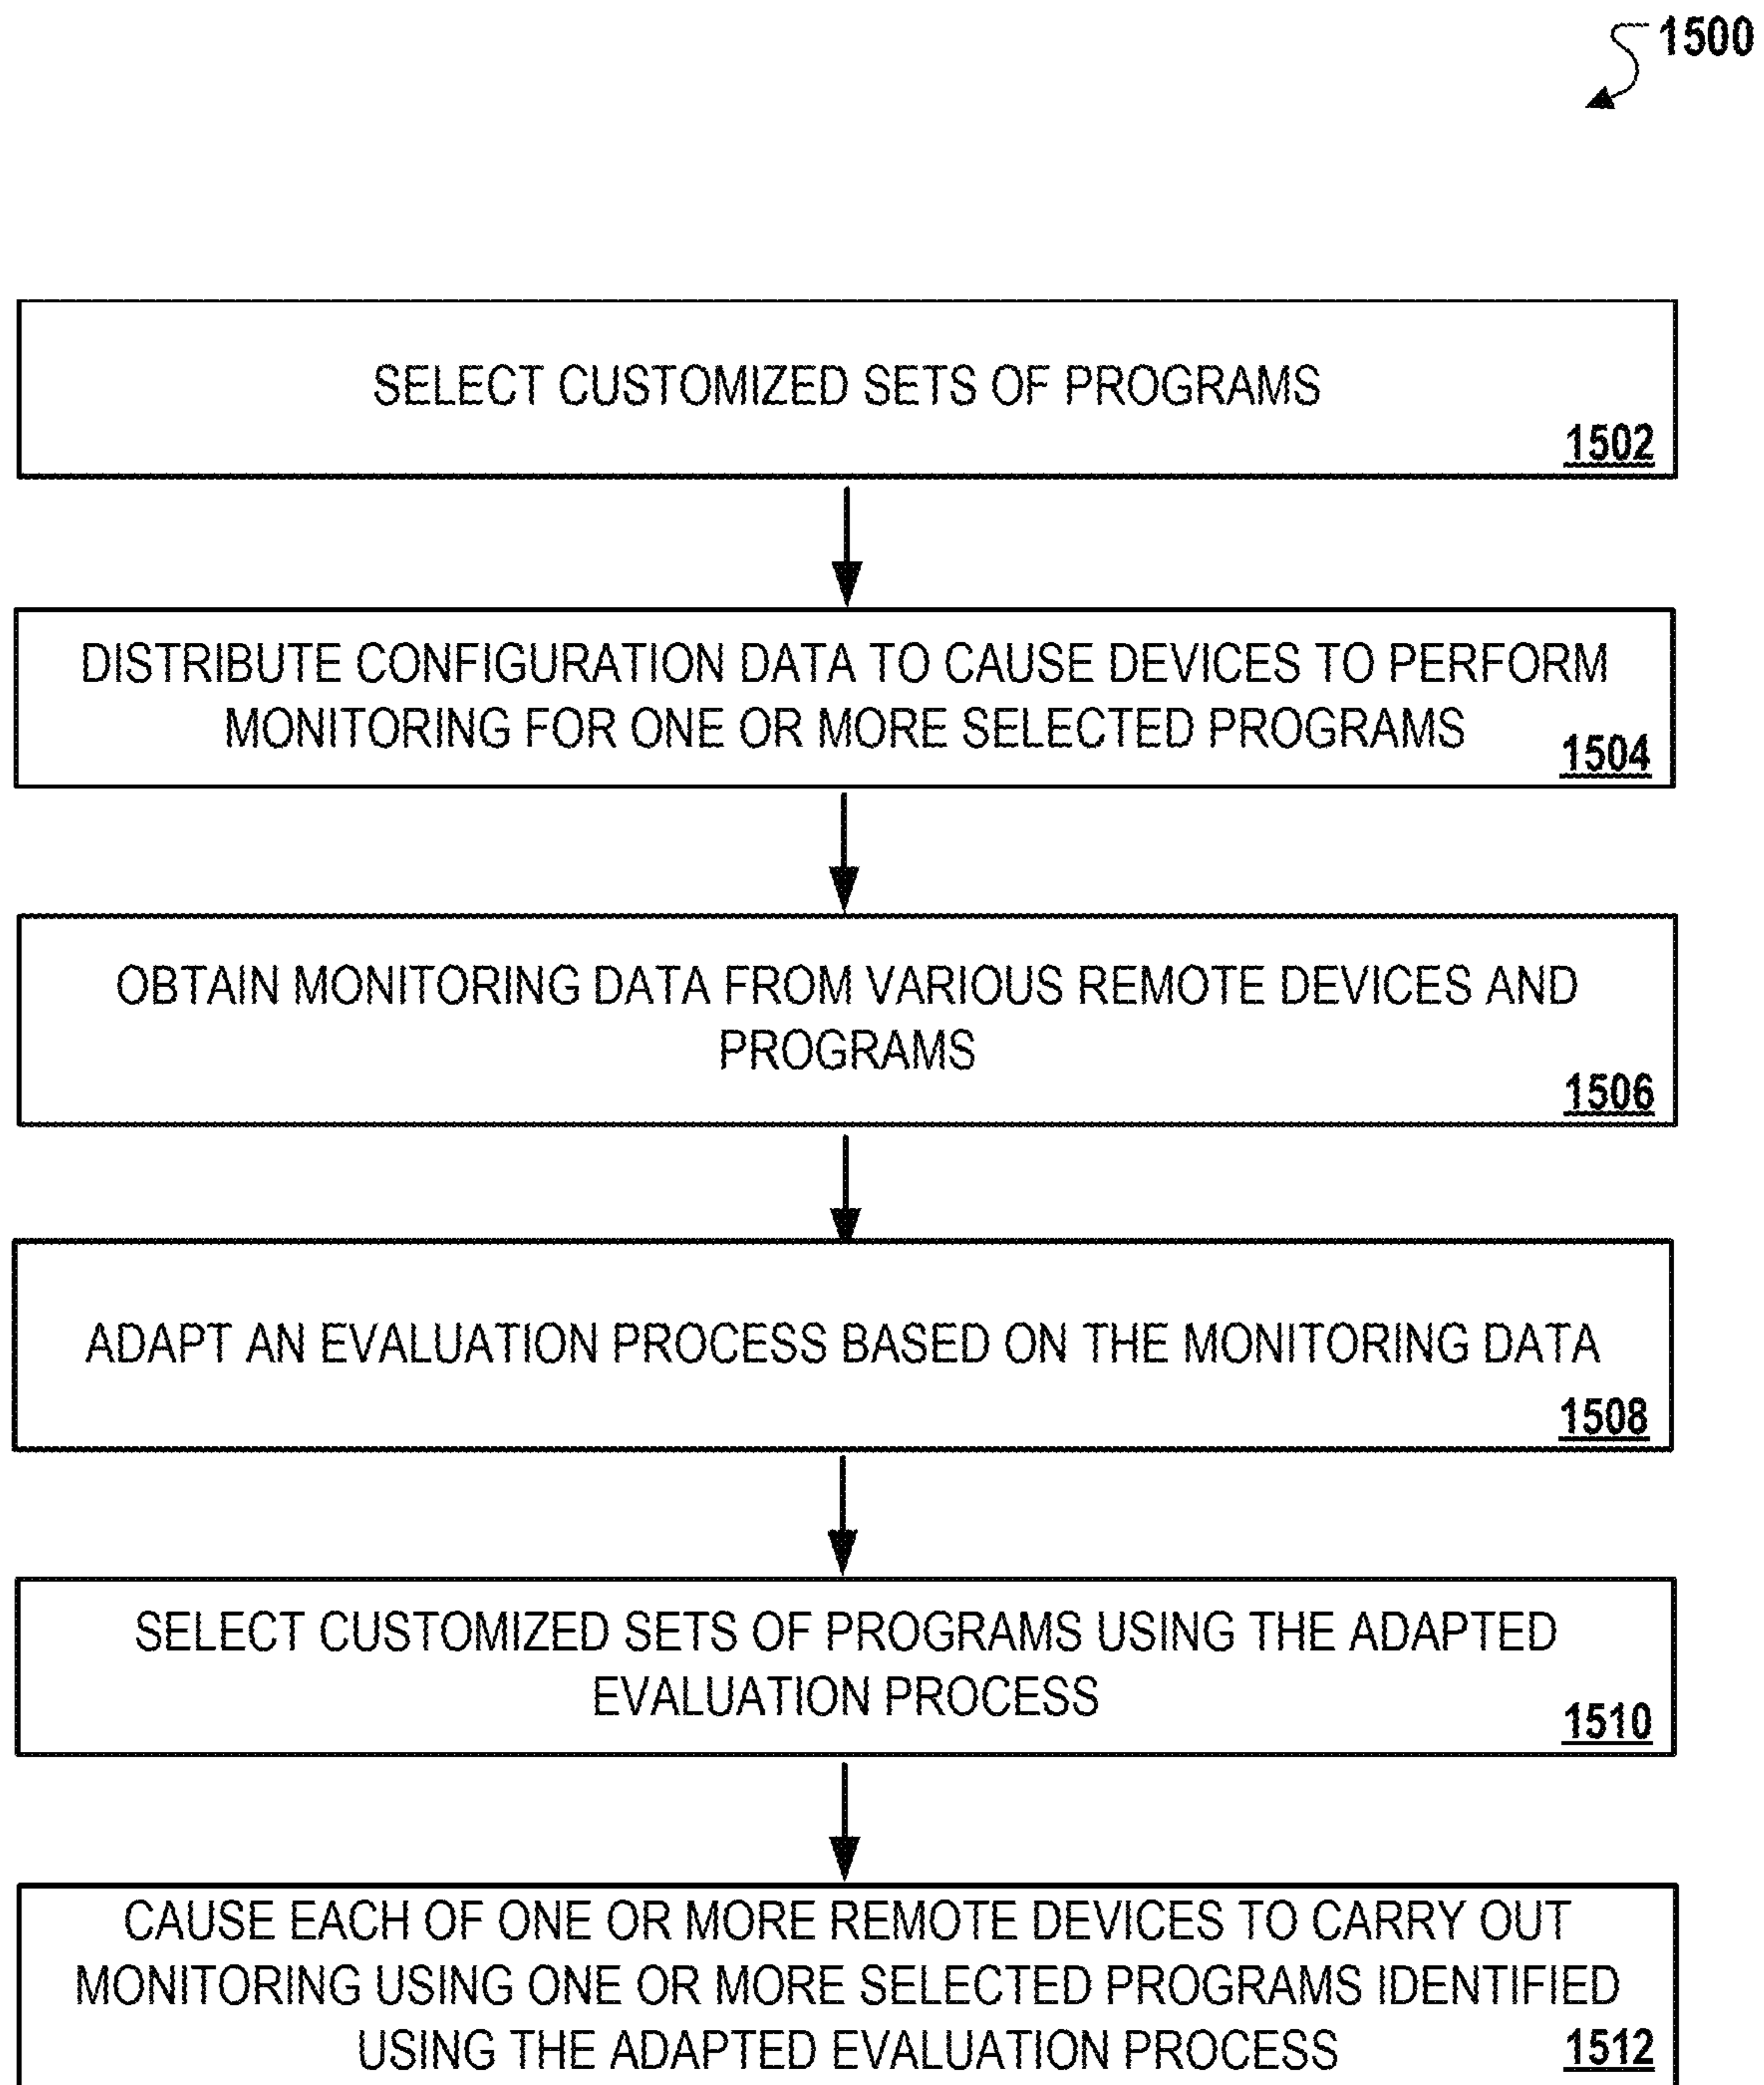 1500
SELECT CUSTOMIZED SETS OF PROGRAMS
1502
DISTRIBUTE CONFIGURATION DATA TO CAUSE DEVICES TO PERFORM
MONITORING FOR ONE OR MORE SELECTED PROGRAMS
1504
OBTAIN MONITORING DATA FROM VARIOUS REMOTE DEVICES AND
PROGRAMS
1506
ADAPT AN EVALUATION PROCESS BASED ON THE MONITORING DATA
1508
SELECT CUSTOMIZED SETS OF PROGRAMS USING THE ADAPTED
EVALUATION PROCESS
1510
CAUSE EACH OF ONE OR MORE REMOTE DEVICES TO CARRY OUT
MONITORING USING ONE OR MORE SELECTED PROGRAMS IDENTIFIED
USING THE ADAPTED EVALUATION PROCESS
1512